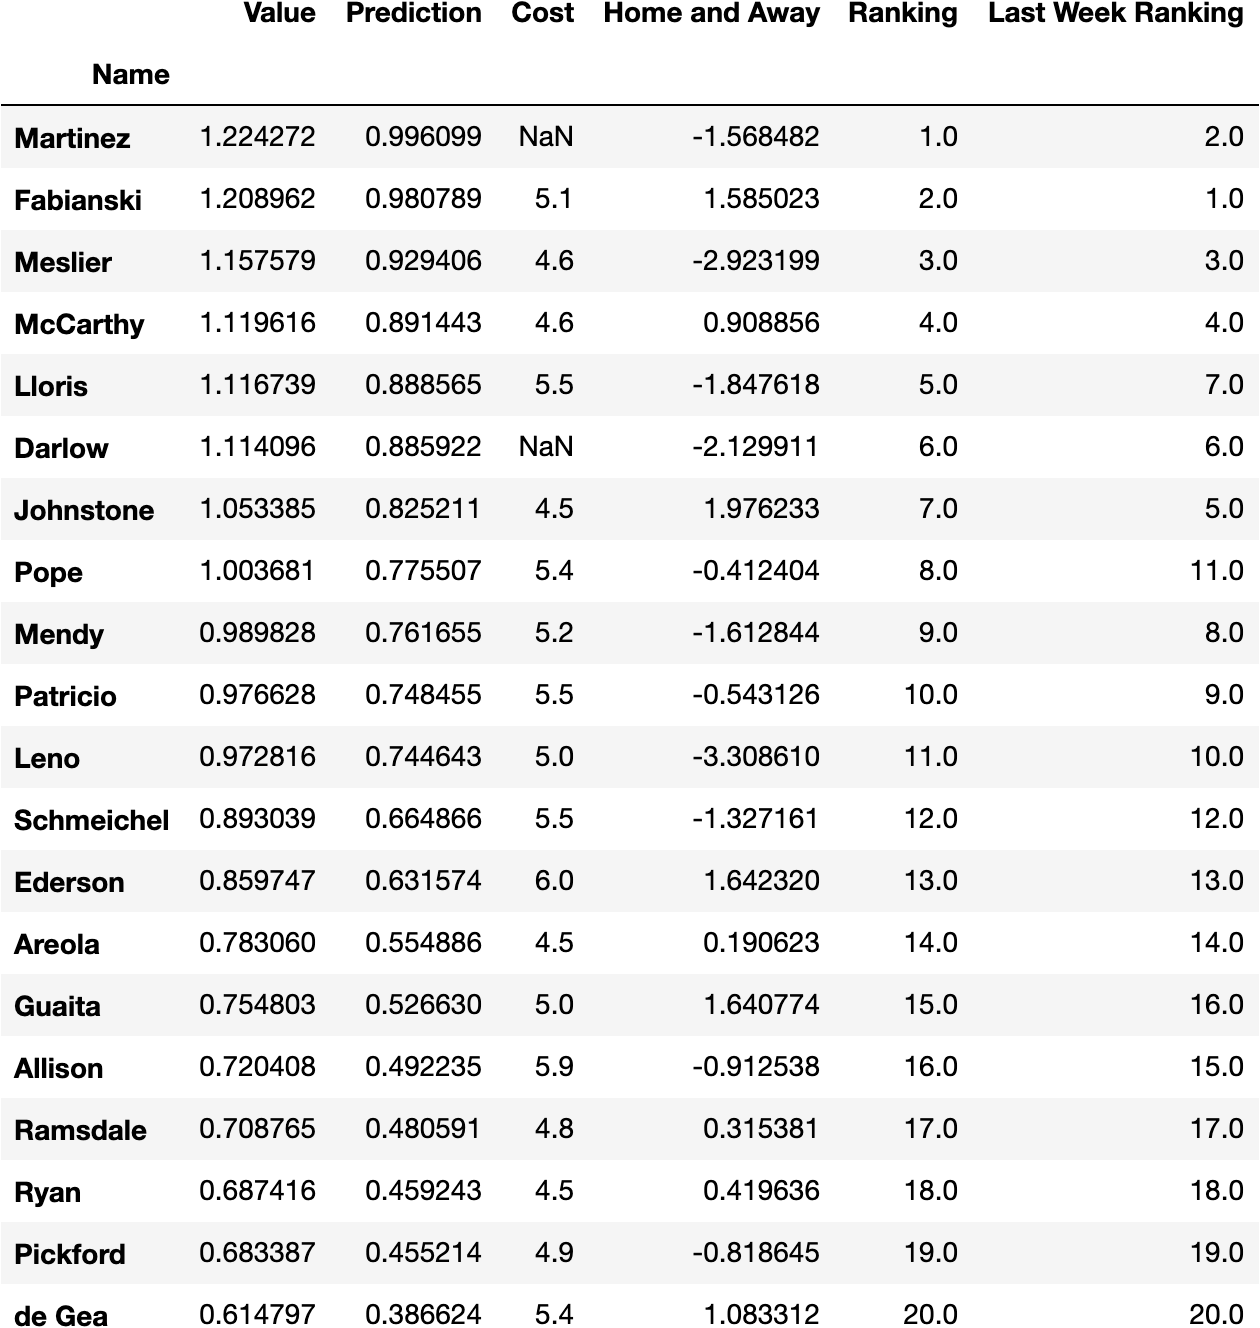 Value Prediction Cost Home and Away Ranking Last Week Ranking
Name
Martinez 1.224272 0.996099 NaN -1.568482 1.0 2.0
Fabianski 1.208962 0.980789 5.1 1.585023 2.0 1.0
Meslier 1.157579 0.929406 4.6 -2.923199 3.0 3.0
McCarthy 1.119616 0.891443 4.6 0.908856 4.0 4.0
Lloris 1.116739 0.888565 5.5 -1.847618 5.0 7.0
Darlow 1.114096 0.885922 NaN -2.129911 6.0 6.0
Johnstone 1.053385 0.825211 4.5 1.976233 7.0 5.0
Pope 1.003681 0.775507 5.4 -0.412404 8.0 11.0
Mendy 0.989828 0.761655 5.2 -1.612844 9.0 8.0
Patricio 0.976628 0.748455 5.5 -0.543126 10.0 9.0
Leno 0.972816 0.744643 5.0 -3.308610 11.0 10.0
Schmeichel 0.893039 0.664866 5.5 -1.327161 12.0 12.0
Ederson 0.859747 0.631574 6.0 1.642320 13.0 13.0
Areola 0.783060 0.554886 4.5 0.190623 14.0 14.0
Guaita 0.754803 0.526630 5.0 1.640774 15.0 16.0
Allison 0.720408 0.492235 5.9 -0.912538 16.0 15.0
Ramsdale 0.708765 0.480591 4.8 0.315381 17.0 17.0
Ryan 0.687416 0.459243 4.5 0.419636 18.0 18.0
Pickford 0.683387 0.455214 4.9 -0.818645 19.0 19.0
de Gea 0.614797 0.386624 5.4 1.083312 20.0 20.0